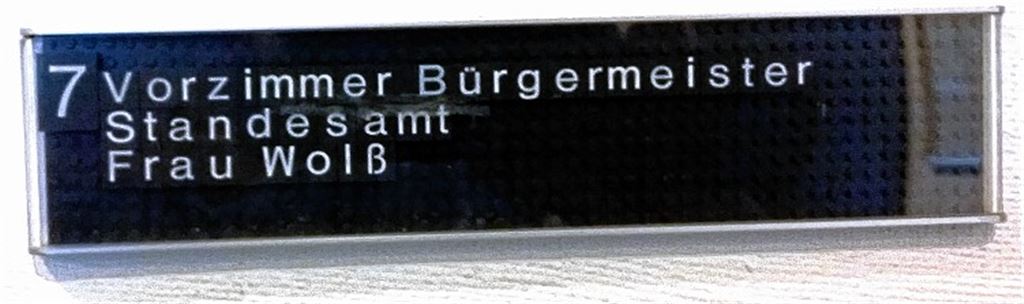 7 Vorzimmer Bürgermeister
Standesamt
Frau Wolß